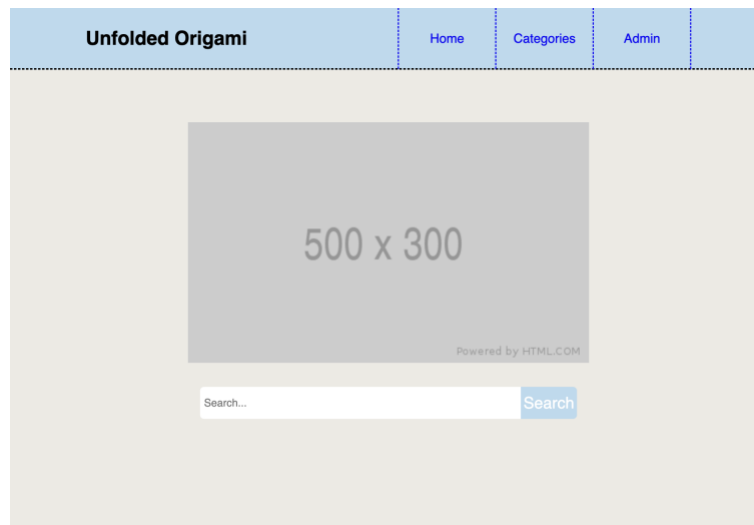 Unfolded Origami
Home
Categories
Admin
500 x 300
Powered by HTML.COM
Search...
Search